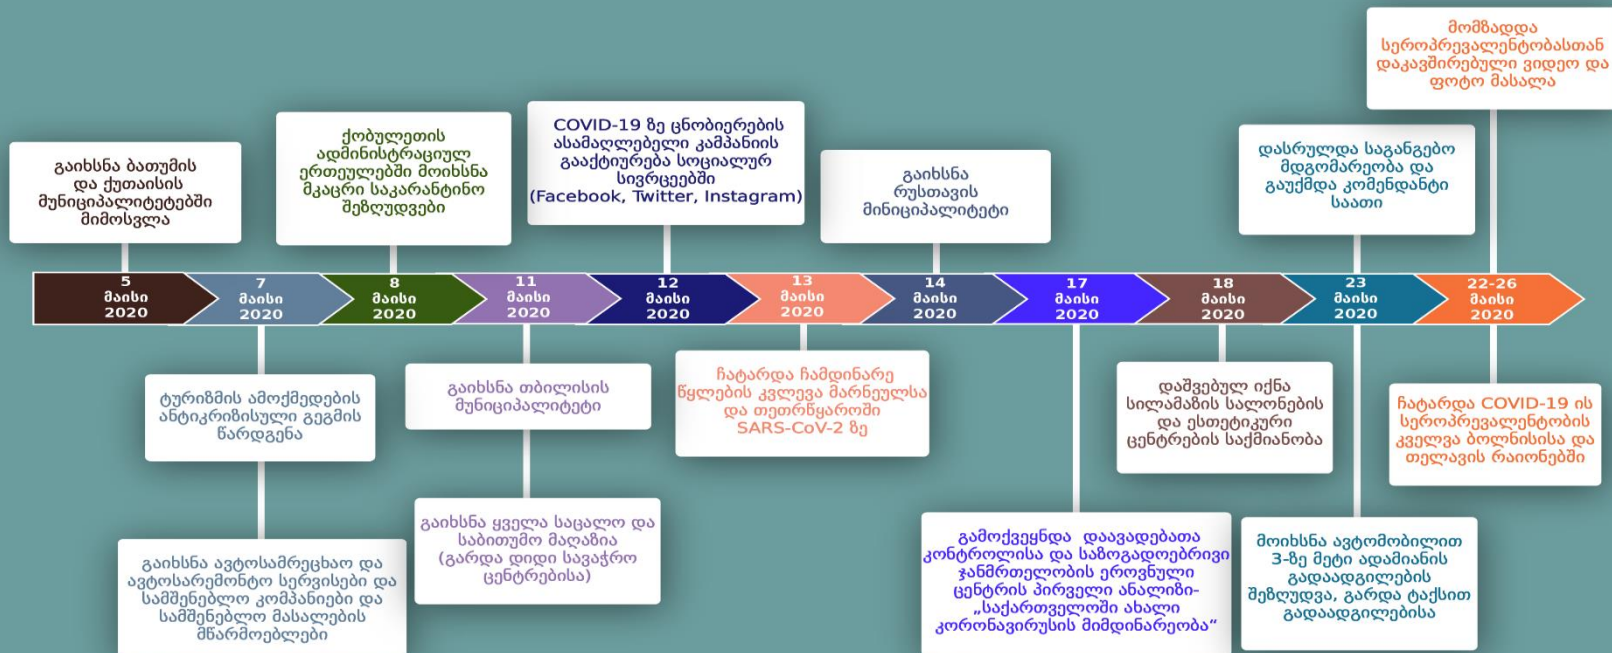 გაიხსნა ბათუმის
და ქუთაისის
მუნიციპალიტეტებში
მიმოსვლა
ქობულეთის
ადმინისტრაციულ
ერთეულებში მოიხსნა
მკაცრი საკარანტინო
შეზღუდვები
COVID-19 ზე ცნობიერების
ასამაღლებელი კამპანიის
გააქტიურება სოციალურ
სივრცეებში
(Facebook, Twitter, Instagram)
გაიხსნა
რუსთავის
მინიციპალიტეტი
დასრულდა საგანგებო
მდგომარეობა და
გაუქმდა კომენდანტი
საათი
მომზადდა
სეროპრევალენტობასთან
დაკავშირებული ვიდეო და
ფოტო მასალა
5
მაისი
2020
7
მაისი
2020
8
მაისი
2020
11
მაისი
2020
12
მაისი
2020
13
მაისი
2020
14
მაისი
2020
17
მაისი
2020
18
მაისი
2020
23
მაისი
2020
22-26
მაისი
2020
ტურიზმის ამოქმედების
ანტიკრიზისული გეგმის
წარდგენა
გაიხსნა ავტოსამრეცხაო და
ავტოსარემონტო სერვისები და
სამშენებლო კომპანიები და
სამშენებლო მასალების
მწარმოებლები
გაიხსნა თბილისის
მუნიციპალიტეტი
გაიხსნა ყველა საცალო და
საბითუმო მაღაზია
(გარდა დიდი სავაჭრო
ცენტრებისა)
ჩატარდა ჩამდინარე
წყლების კვლევა მარნეულსა
და თეთრწყაროში
SARS-CoV-2 ზე
გამოქვეყნდა დაავადებათა
კონტროლისა და საზოგადოებრივი
ჯანმრთელობის ეროვნული
ცენტრის პირველი ანალიზი-
„საქართველოში ახალი
კორონავირუსის მიმდინარეობა“
დაშვებულ იქნა
სილამაზის სალონების
და ესთეტიკური
ცენტრების საქმიანობა
მოიხსნა ავტომობილით
3-ზე მეტი ადამიანის
გადაადგილების
შეზღუდვა, გარდა ტაქსით
გადაადგილებისა
ჩატარდა COVID-19 ის
სეროპრევალენტობის
კველვა ბოლნისისა და
თელავის რაიონებში